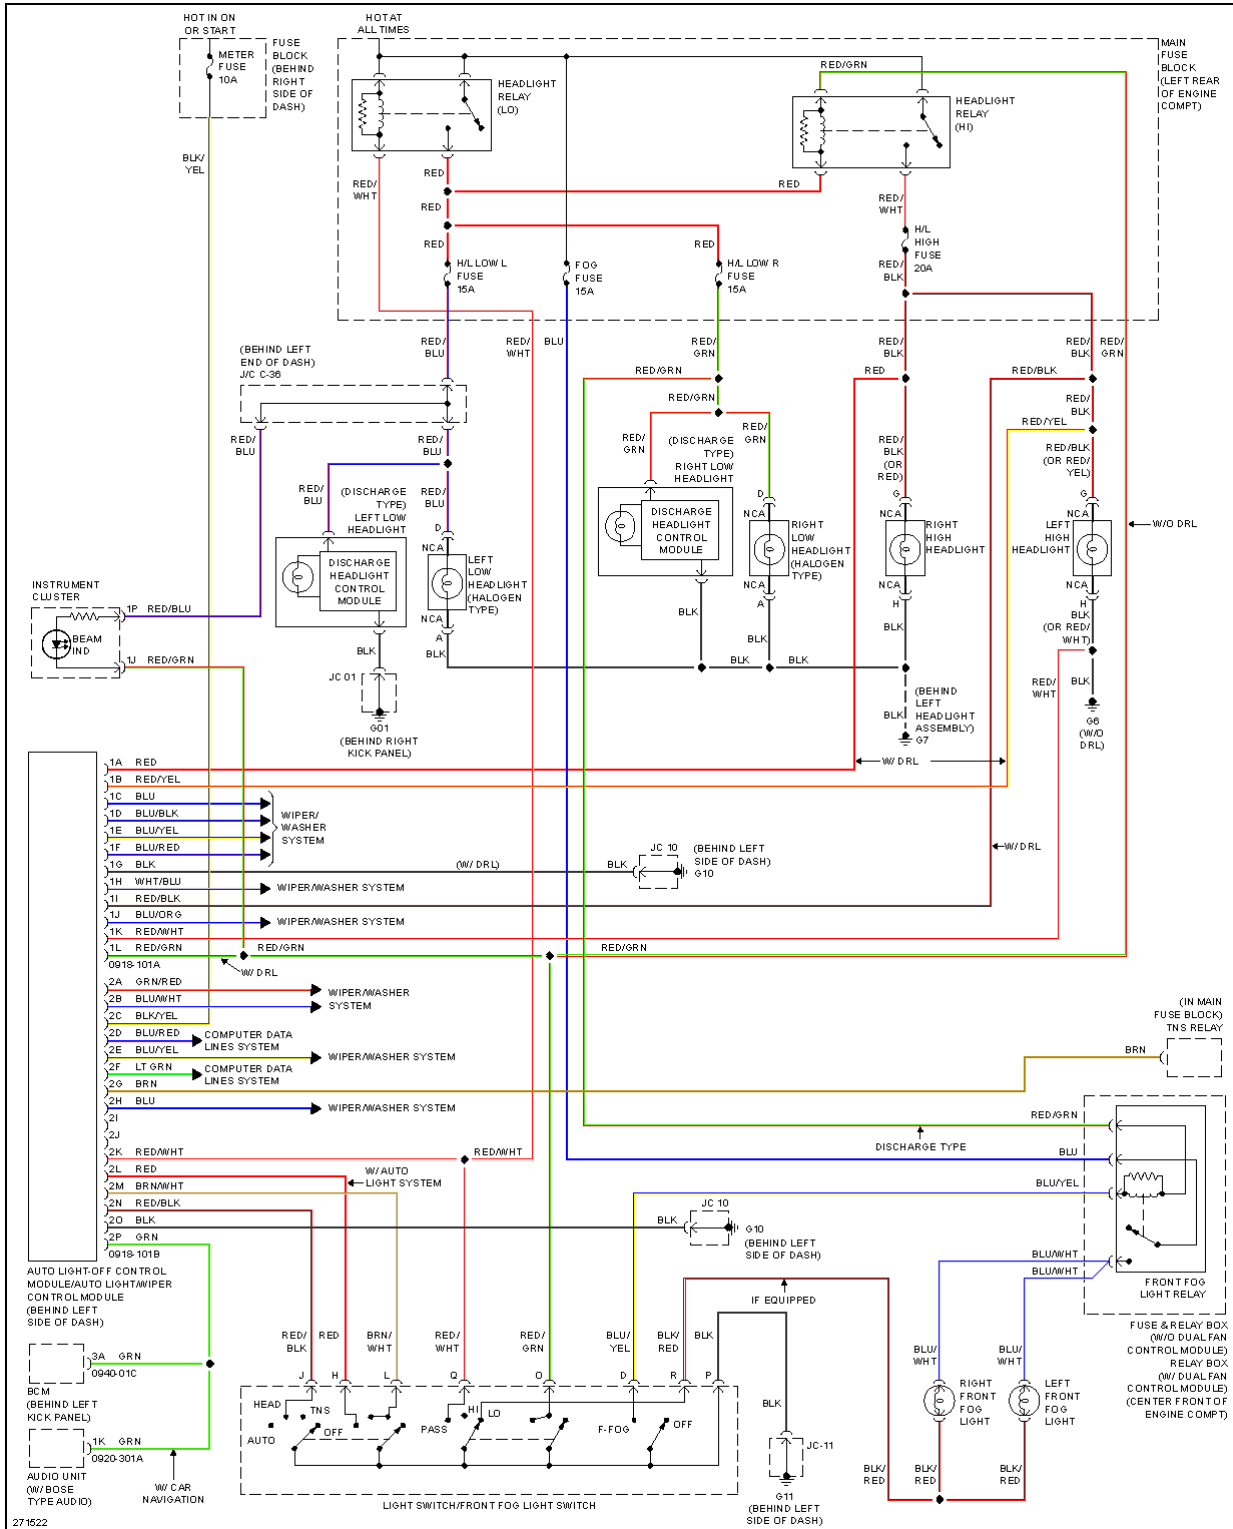 HOT IN ON
OR START
METER
FUSE
10A
FUSE
BLOCK
(BEHIND
RIGHT
SIDE OF
DASH)
HOT AT
ALL TIMES
HEADLIGHT
RELAY
(LO)
RED/GRN
HEADLIGHT
RELAY
(HI)
MAIN
FUSE
BLOCK
(LEFT REAR
OF ENGINE
COMPT)
BLK/
YEL
RED/
WHT
RED
RED
RED
RED
RED
RED/
WHT
H/L
HIGH
FUSE
20A
RED/
BLK
H/L LOW L
FUSE
15A
FOG
FUSE
15A
H/L LOW R
FUSE
15A
(BEHIND LEFT
END OF DASH)
J/C C-36
RED/
BLU
RED/
WHT
BLU
RED/
GRN
RED/
BLK
RED/
BLK
RED/
GRN
RED/GRN
RED
RED/BLK
RED/GRN
RED/
BLK
RED/YEL
RED/
BLU
RED/
BLU
RED/
GRN
(DISCHARGE
TYPE)
RIGHT LOW
HEADLIGHT
RED/
GRN
RED/
BLK
(OR
RED)
RED/BLK
(OR RED/
YEL)
RED/
BLU
(DISCHARGE
TYPE)
LEFT LOW
HEADLIGHT
RED/
BLU
D
NCA
DISCHARGE
HEADLIGHT
CONTROL
MODULE
LEFT
LOW
HEADLIGHT
(HALOGEN
TYPE)
NCA
A
BLK
BLK
DISCHARGE
HEADLIGHT
CONTROL
MODULE
D
NCA
RIGHT
LOW
HEADLIGHT
(HALOGEN
TYPE)
NCA
A
BLK
BLK
G
NCA
RIGHT
HIGH
HEADLIGHT
NCA
H
BLK
G
NCA
LEFT
HIGH
HEADLIGHT
NCA
H
BLK
(OR RED/
WHT)
W/O DRL
INSTRUMENT
CLUSTER
BEAM
IND
1P RED/BLU
1J RED/GRN
JC 01
G01
(BEHIND RIGHT
KICK PANEL)
BLK
BLK
BLK
(BEHIND
LEFT
HEADLIGHT
ASSEMBLY)
G7
RED/
WHT
BLK
G6
(W/O
DRL)
W/ DRL
1A RED
1B RED/YEL
1C BLU
1D BLU/BLK
1E BLU/YEL
1F BLU/RED
WIPER/
WASHER
SYSTEM
1G BLK
(W/ DRL)
BLK
JC 10
(BEHIND LEFT
SIDE OF DASH)
G10
W/ DRL
1H WHT/BLU
WIPER/WASHER SYSTEM
1I RED/BLK
1J BLU/ORG
WIPER/WASHER SYSTEM
1K RED/WHT
1L RED/GRN
RED/GRN
RED/GRN
0918-101A
W/ DRL
2A GRN/RED
2B BLU/WHT
WIPER/WASHER
SYSTEM
2C BLK/YEL
2D BLU/RED
COMPUTER DATA
LINES SYSTEM
2E BLU/YEL
WIPER/WASHER SYSTEM
2F LT GRN
COMPUTER DATA
LINES SYSTEM
2G BRN
2H BLU
WIPER/WASHER SYSTEM
2I
2J
2K RED/WHT
RED/WHT
2L RED
W/ AUTO
LIGHT SYSTEM
2M BRN/WHT
2N RED/BLK
2O BLK
2P GRN
0918-101B
(IN MAIN
FUSE BLOCK)
TNS RELAY
BRN
RED/GRN
DISCHARGE TYPE
BLU
BLU/YEL
BLK
JC 10
G10
(BEHIND LEFT
SIDE OF DASH)
BLU/WHT
BLU/WHT
FRONT FOG
LIGHT RELAY
AUTO LIGHT-OFF CONTROL
MODULE/AUTO LIGHT/WIPER
CONTROL MODULE
(BEHIND LEFT
SIDE OF DASH)
IF EQUIPPED
FUSE & RELAY BOX
(W/O DUAL FAN
CONTROL MODULE)
RELAY BOX
(W/ DUAL FAN
CONTROL MODULE)
(CENTER FRONT OF
ENGINE COMPT)
3A GRN
0940-01C
BCM
(BEHIND LEFT
KICK PANEL)
1K GRN
0920-301A
AUDIO UNIT
(W/ BOSE
TYPE AUDIO)
W/ CAR
NAVIGATION
RED/
BLK
RED
BRN/
WHT
RED/
WHT
RED/
GRN
BLU/
YEL
BLK/
RED
BLK
J
H
L
Q
O
D
R
P
HEAD
TNS
AUTO
OFF
PASS
HI
LO
F-FOG
OFF
LIGHT SWITCH/FRONT FOG LIGHT SWITCH
BLK
JC-11
G11
(BEHIND LEFT
SIDE OF DASH)
BLU/
WHT
BLU/
WHT
RIGHT
FRONT
FOG
LIGHT
LEFT
FRONT
FOG
LIGHT
BLK/
RED
BLK/
RED
BLK/
RED
271522